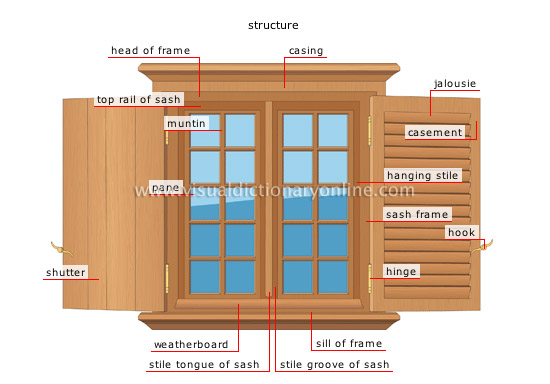 structure
head of frame
casing
jalousie
top rail of sash
muntin
casement
pane
hanging stile
www.visualdictionaryonline.com
sash frame
hook
shutter
hinge
weatherboard
sill of frame
stile tongue of sash
stile groove of sash